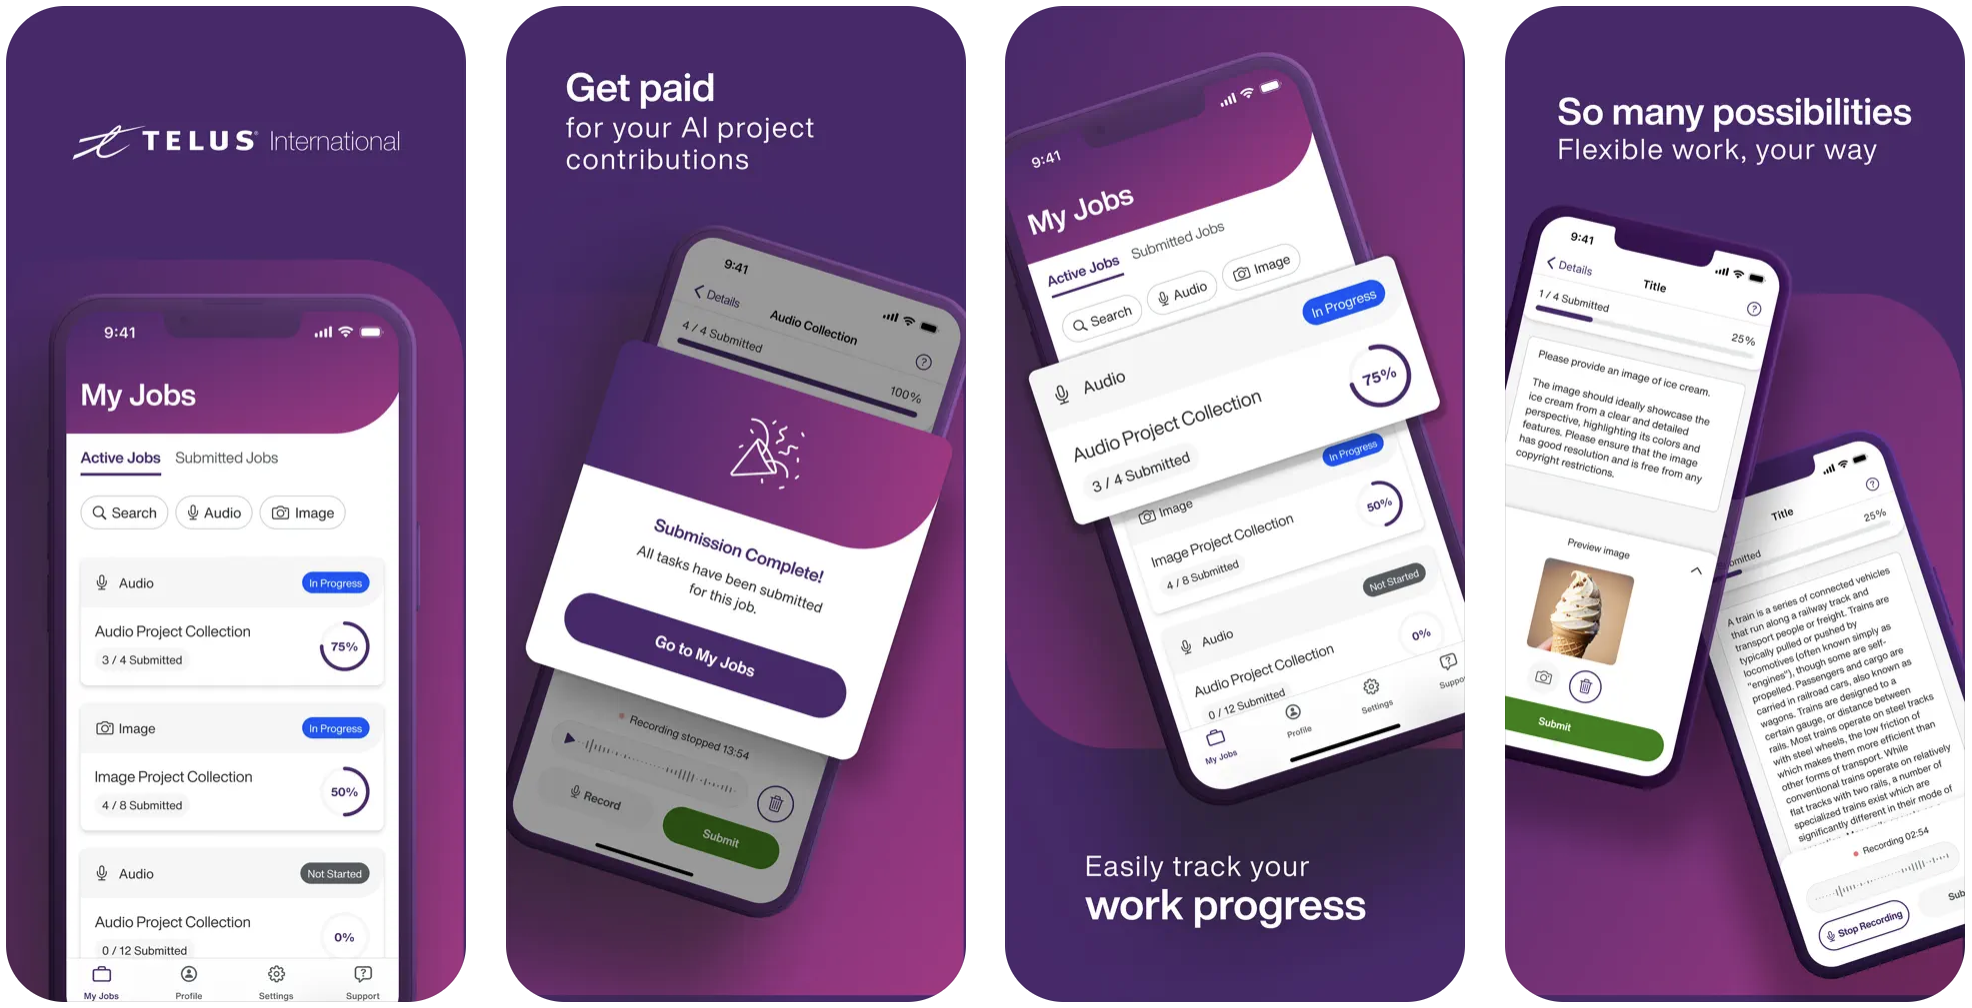 TELUS® International
9:41
My Jobs
Active Jobs Submitted Jobs
Search Audio Image
Audio In Progress
Audio Project Collection
75%
3 / 4 Submitted
Image In Progress
Image Project Collection
50%
4 / 8 Submitted
Audio Not Started
Audio Project Collection
0%
0 / 12 Submitted
My Jobs Profile Settings Support
Get paid
for your AI project
contributions
9:41
Details
Audio Collection
?
4 / 4 Submitted
100%
Submission Complete!
All tasks have been submitted
for this job.
Go to My Jobs
Recording stopped 13:54
Record
Submit
9:41
My Jobs
Active Jobs Submitted Jobs
Search Audio Image
In Progress
Audio
75%
Audio Project Collection
3 / 4 Submitted
In Progress
Image
50%
Image Project Collection
4 / 8 Submitted
Not Started
Audio
0%
Audio Project Collection
0 / 12 Submitted
My Jobs Profile Settings Suppo
Easily track your
work progress
So many possibilities
Flexible work, your way
9:41
Details
Title
?
1 / 4 Submitted
25%
Please provide an image of ice cream.
The image should ideally showcase the
ice cream from a clear and detailed
perspective, highlighting its colors and
features. Please ensure that the image
has good resolution and is free from any
copyright restrictions.
Preview image
Submit
?
Title
25%
omitted
A train is a series of connected vehicles
that run along a railway track and
transport people or freight. Trains are
typically pulled or pushed by
locomotives (often known simply as
"engines"), though some are self-
propelled. Passengers and cargo are
carried in railroad cars, also known as
wagons. Trains are designed to a
certain gauge, or distance between
rails. Most trains operate on steel tracks
with steel wheels, the low friction of
which makes them more efficient than
other forms of transport. While
conventional trains operate on relatively
flat tracks with two rails, a number of
specialized trains exist which are
significantly different in their mode of
Recording 02:54
Stop Recording
Sub